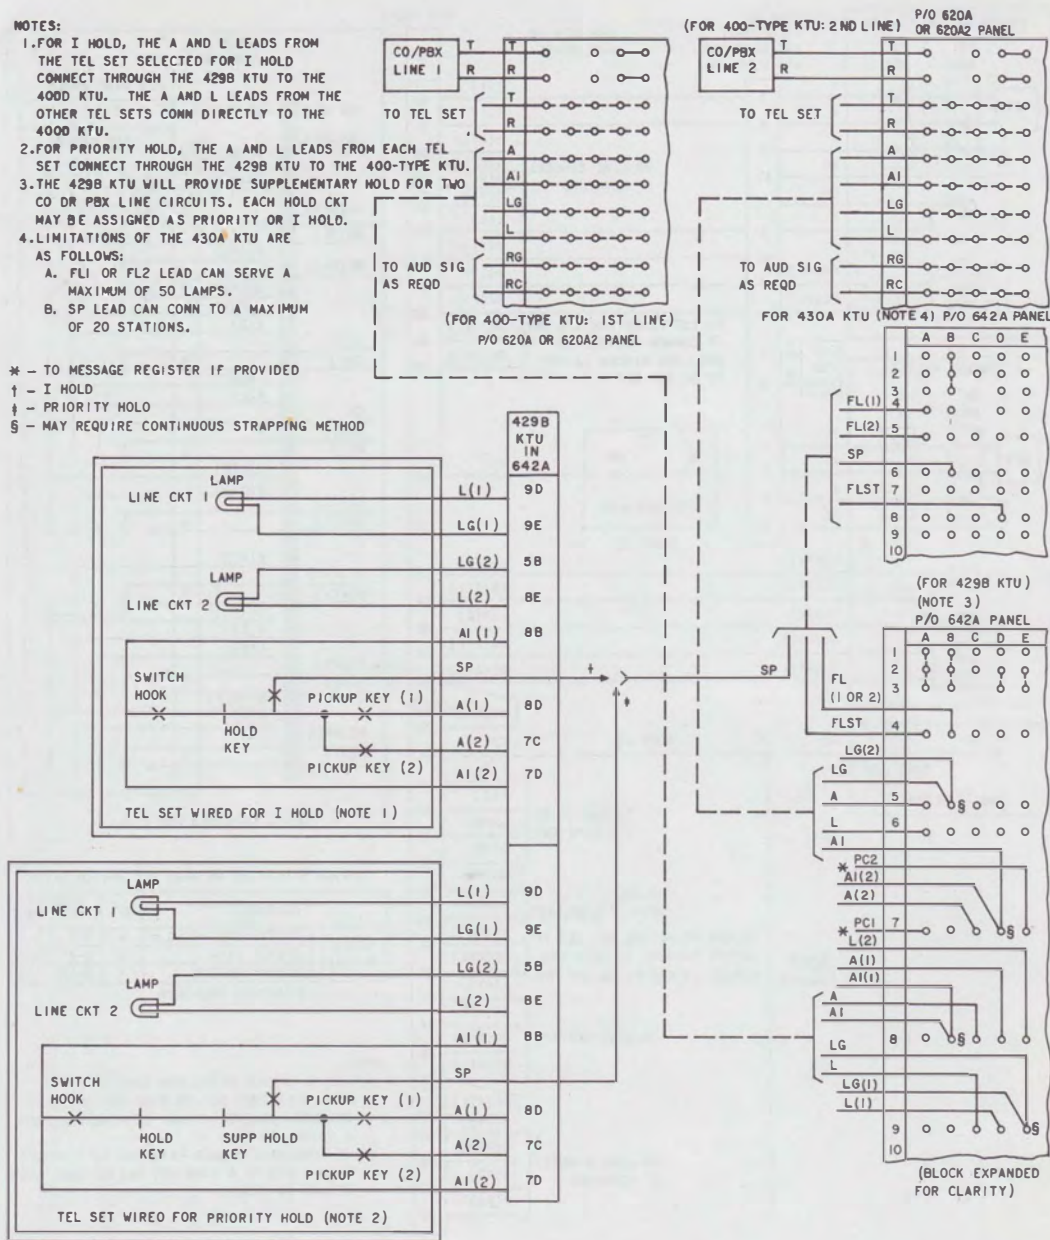 NOTES:
1.FOR I HOLD, THE A AND L LEADS FROM
THE TEL SET SELECTED FOR I HOLD
CONNECT THROUGH THE 429B KTU TO THE
400D KTU. THE A AND L LEADS FROM THE
OTHER TEL SETS CONN DIRECTLY TO THE
400D KTU.
2.FOR PRIORITY HOLD, THE A AND L LEADS FROM EACH TEL
SET CONNECT THROUGH THE 429B KTU TO THE 400-TYPE KTU.
3.THE 429B KTU WILL PROVIDE SUPPLEMENTARY HOLD FOR TWO
CO OR PBX LINE CIRCUITS. EACH HOLD CKT
MAY BE ASSIGNED AS PRIORITY OR I HOLD.
4.LIMITATIONS OF THE 430A KTU ARE
AS FOLLOWS:
A. FL1 OR FL2 LEAD CAN SERVE A
MAXIMUM OF 50 LAMPS.
B. SP LEAD CAN CONN TO A MAXIMUM
OF 20 STATIONS.
* – TO MESSAGE REGISTER IF PROVIDED
† – I HOLD
‡ – PRIORITY HOLD
§ – MAY REQUIRE CONTINUOUS STRAPPING METHOD
CO/PBX
LINE 1
T
R
T
R
TO TEL SET
T
R
A
A1
LG
L
TO AUD SIG
AS REQD
RG
RC
(FOR 400-TYPE KTU: 1ST LINE)
P/O 620A OR 620A2 PANEL
(FOR 400-TYPE KTU: 2ND LINE)
P/O 620A
OR 620A2 PANEL
CO/PBX
LINE 2
T
R
T
R
TO TEL SET
T
R
A
A1
LG
L
TO AUD SIG
AS REQD
RG
RC
FOR 430A KTU (NOTE 4) P/O 642A PANEL
A B C D E
1
2
3
FL(1) 4
FL(2) 5
SP
6
FLST 7
8
9
10
429B
KTU
IN
642A
LAMP
LINE CKT 1
L(1) 9D
LG(1) 9E
LG(2) 5B
LAMP
LINE CKT 2
L(2) 8E
A1(1) 8B
SP
SWITCH
HOOK
PICKUP KEY (1)
A(1) 8D
HOLD
KEY
A(2) 7C
PICKUP KEY (2)
A1(2) 7D
TEL SET WIRED FOR I HOLD (NOTE 1)
†
‡
SP
FL
(1 OR 2)
FLST
(FOR 429B KTU)
(NOTE 3)
P/O 642A PANEL
A B C D E
1
2
3
4
LG(2)
LG
A 5 §
L 6
A1
* PC2
A1(2)
A(2)
* PC1 7 §
L(2)
A(1)
A1(1)
A
A1
8 §
LG
L
LG(1)
L(1)
9 §
10
(BLOCK EXPANDED
FOR CLARITY)
LAMP
LINE CKT 1
L(1) 9D
LG(1) 9E
LG(2) 5B
LAMP
LINE CKT 2
L(2) 8E
A1(1) 8B
SP
SWITCH
HOOK
PICKUP KEY (1)
A(1) 8D
HOLD
KEY
SUPP HOLD
KEY
A(2) 7C
PICKUP KEY (2)
A1(2) 7D
TEL SET WIRED FOR PRIORITY HOLD (NOTE 2)